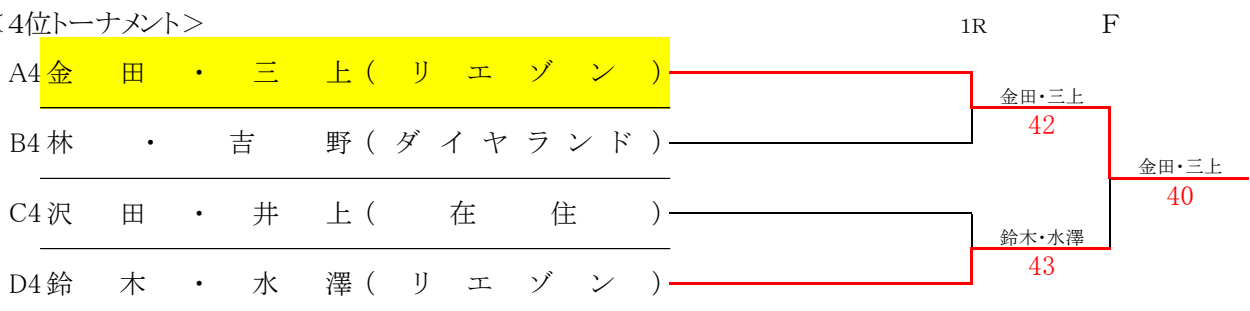 4位トーナメント＞ 1R F
A4 金田・三上(リエゾン)
金田・三上
42
B4 林・吉野(ダイヤランド)
金田・三上
40
C4 沢田・井上(在住)
鈴木・水澤
43
D4 鈴木・水澤(リエゾン)